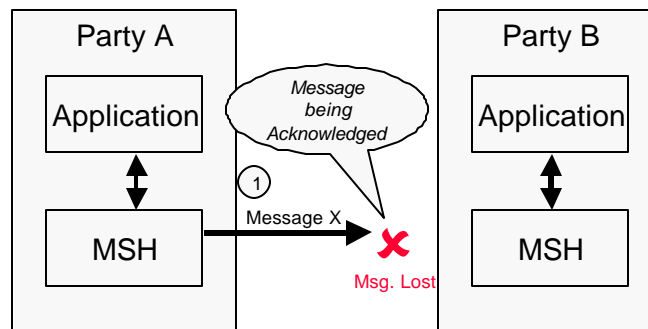 Party A
Application
MSH
Message
being
Acknowledged
1
Message X
Msg. Lost
Party B
Application
MSH